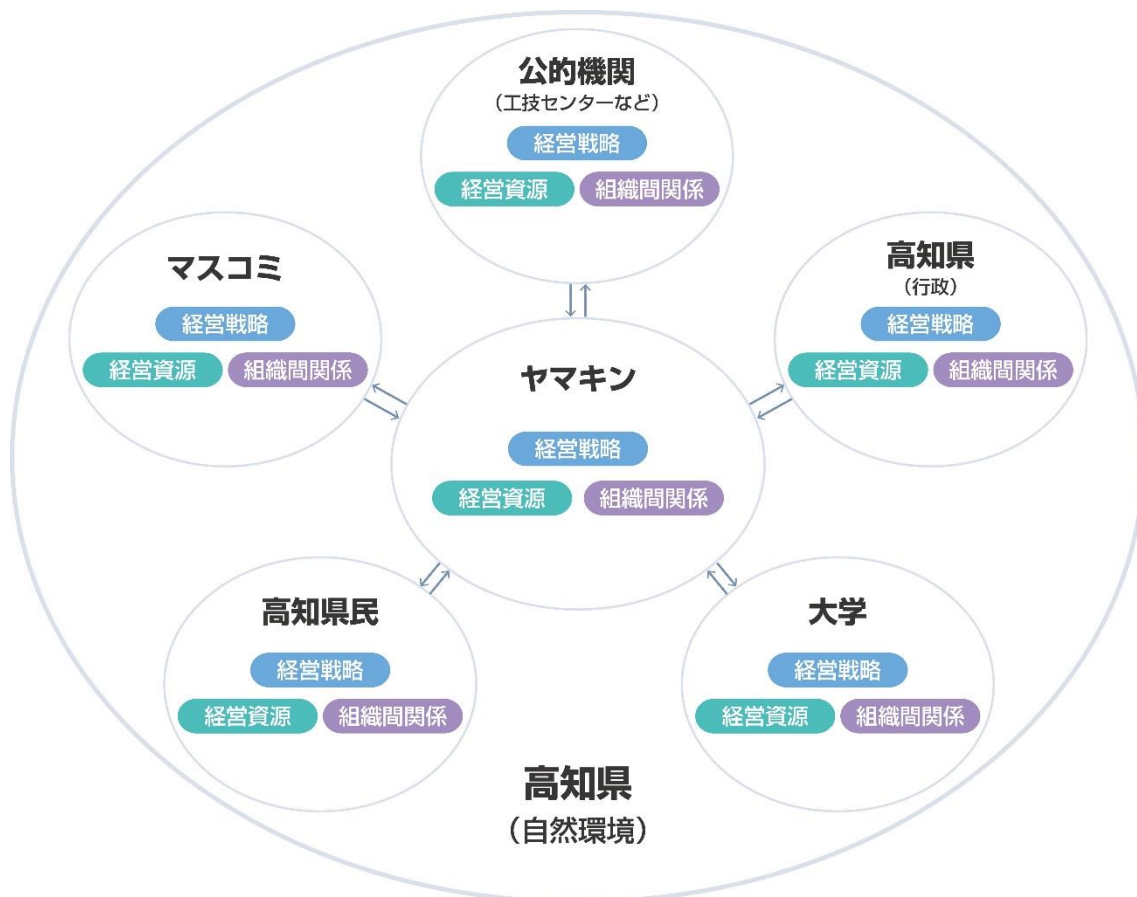 公的機関
（工技センターなど）
経営戦略
経営資源 組織間関係
マスコミ
経営戦略
経営資源 組織間関係
高知県
（行政）
経営戦略
経営資源 組織間関係
ヤマキン
経営戦略
経営資源 組織間関係
高知県民
経営戦略
経営資源 組織間関係
大学
経営戦略
経営資源 組織間関係
高知県
（自然環境）